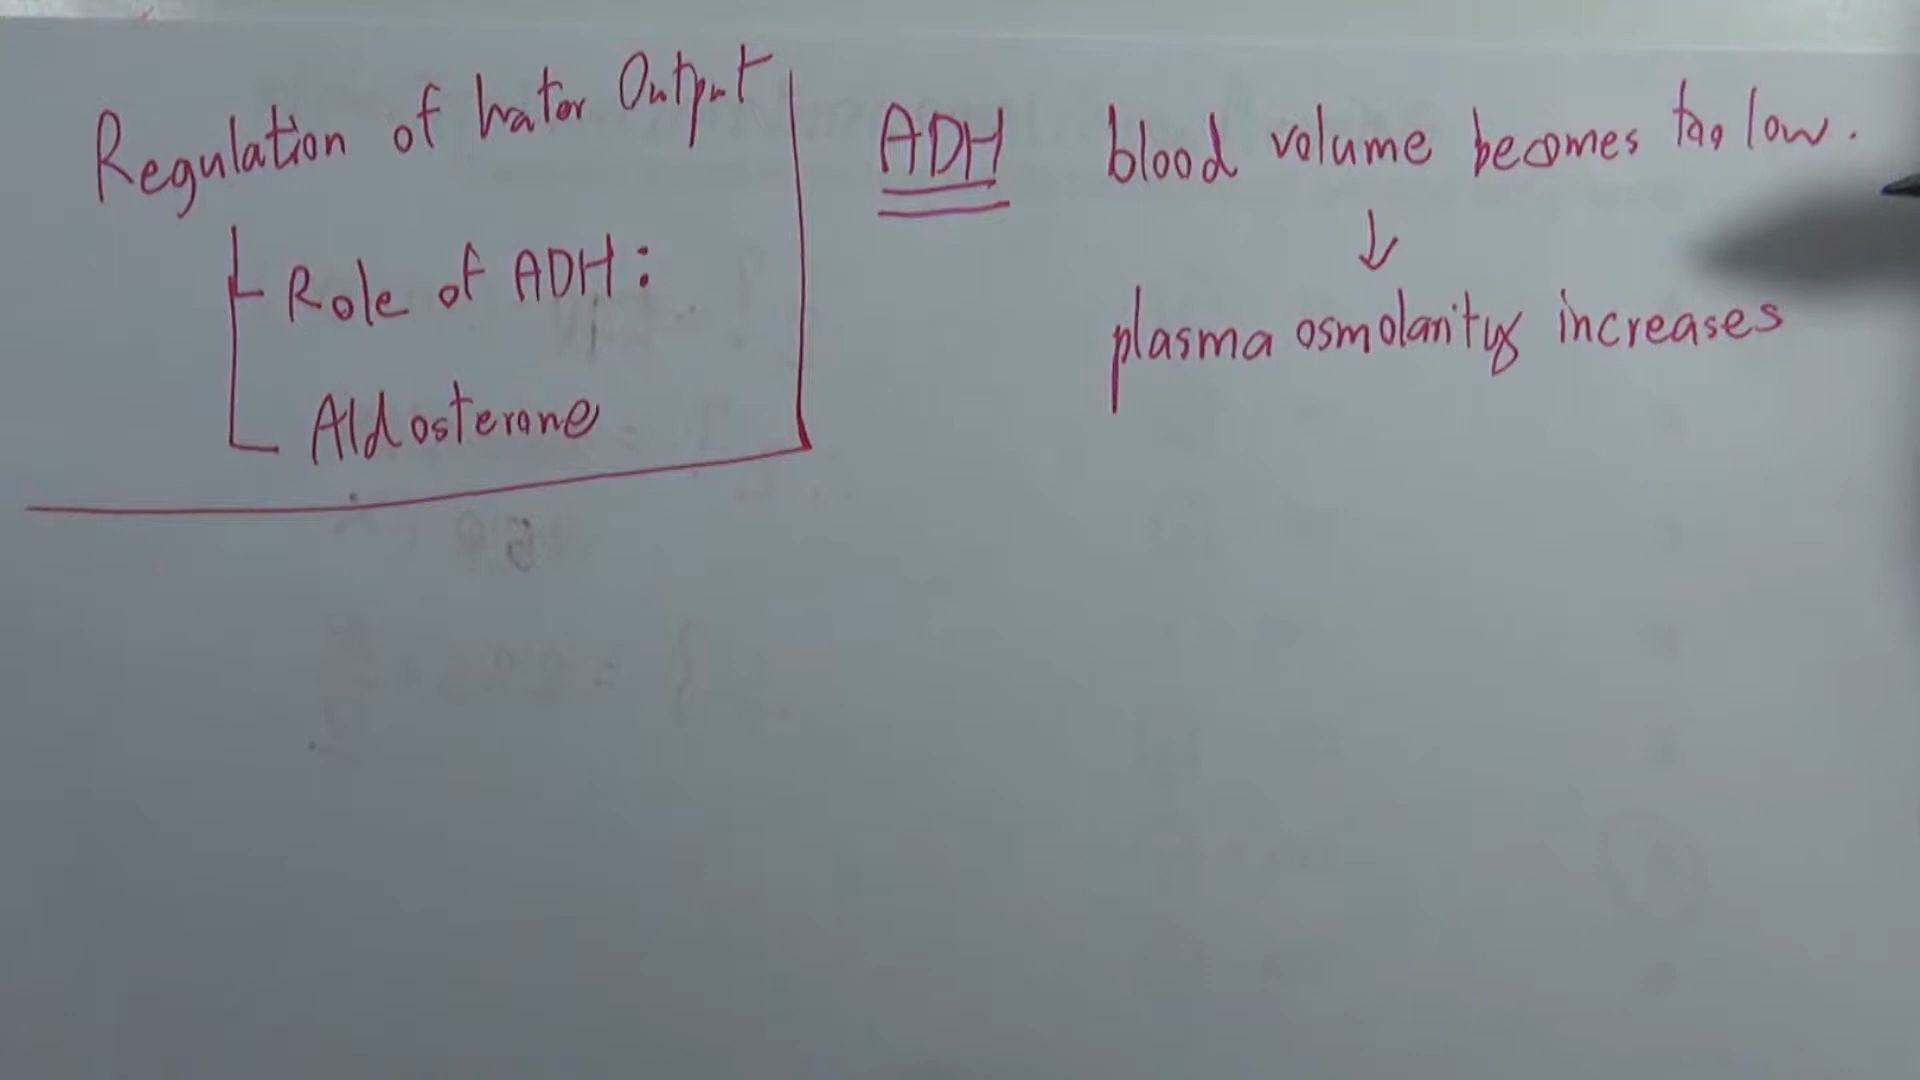 Regulation of water Output
Role of ADH:
Aldosterone
ADH blood volume becomes too low.
↓
plasma osmolarity increases